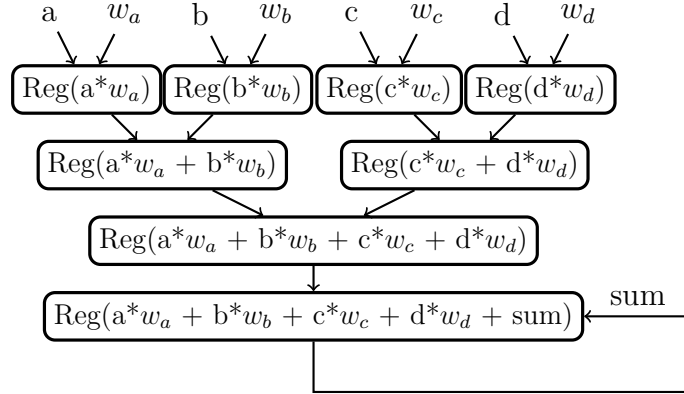 a w_a b w_b c w_c d w_d
Reg(a*w_a) Reg(b*w_b) Reg(c*w_c) Reg(d*w_d)
Reg(a*w_a + b*w_b) Reg(c*w_c + d*w_d)
Reg(a*w_a + b*w_b + c*w_c + d*w_d)
sum
Reg(a*w_a + b*w_b + c*w_c + d*w_d + sum)